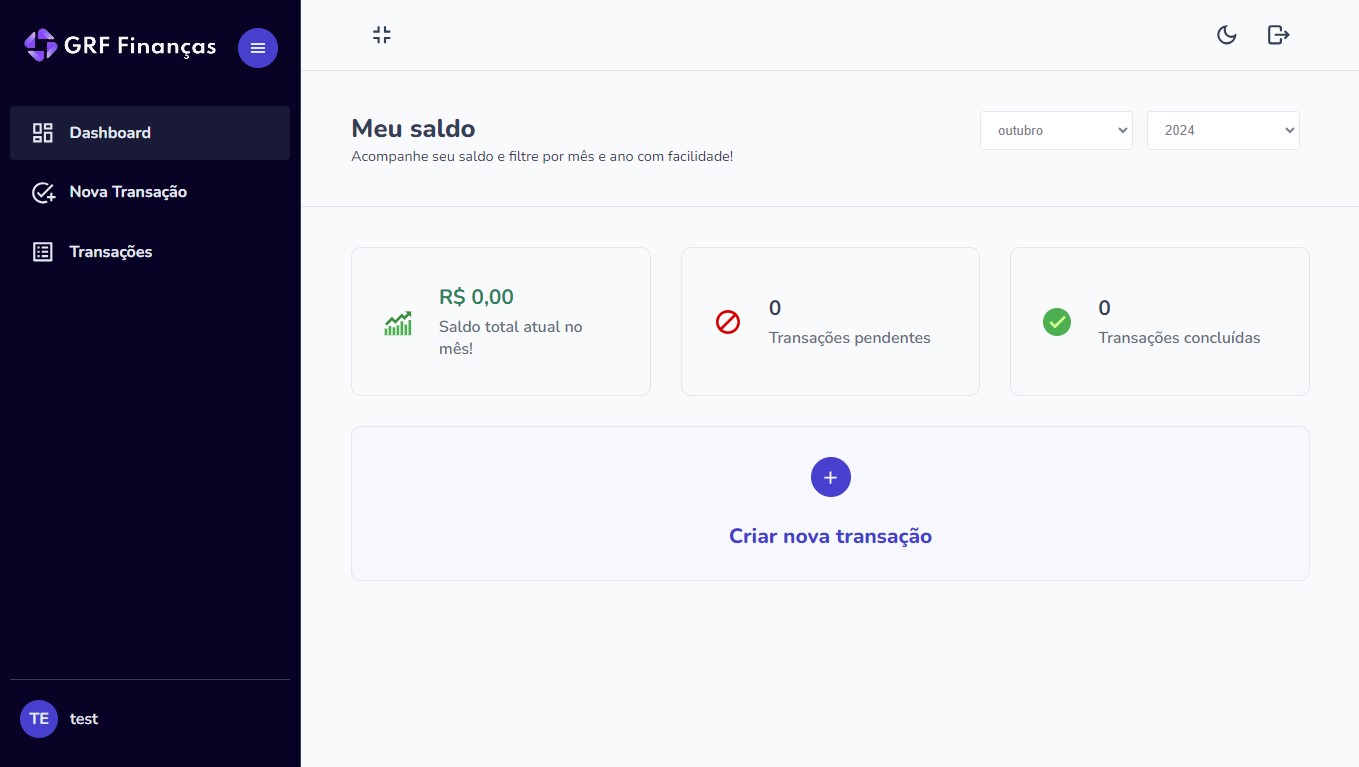 GRF Finanças
Dashboard
Nova Transação
Transações
TE
test
Meu saldo
Acompanhe seu saldo e filtre por mês e ano com facilidade!
outubro
2024
R$ 0,00
Saldo total atual no
mês!
0
Transações pendentes
0
Transações concluídas
Criar nova transação